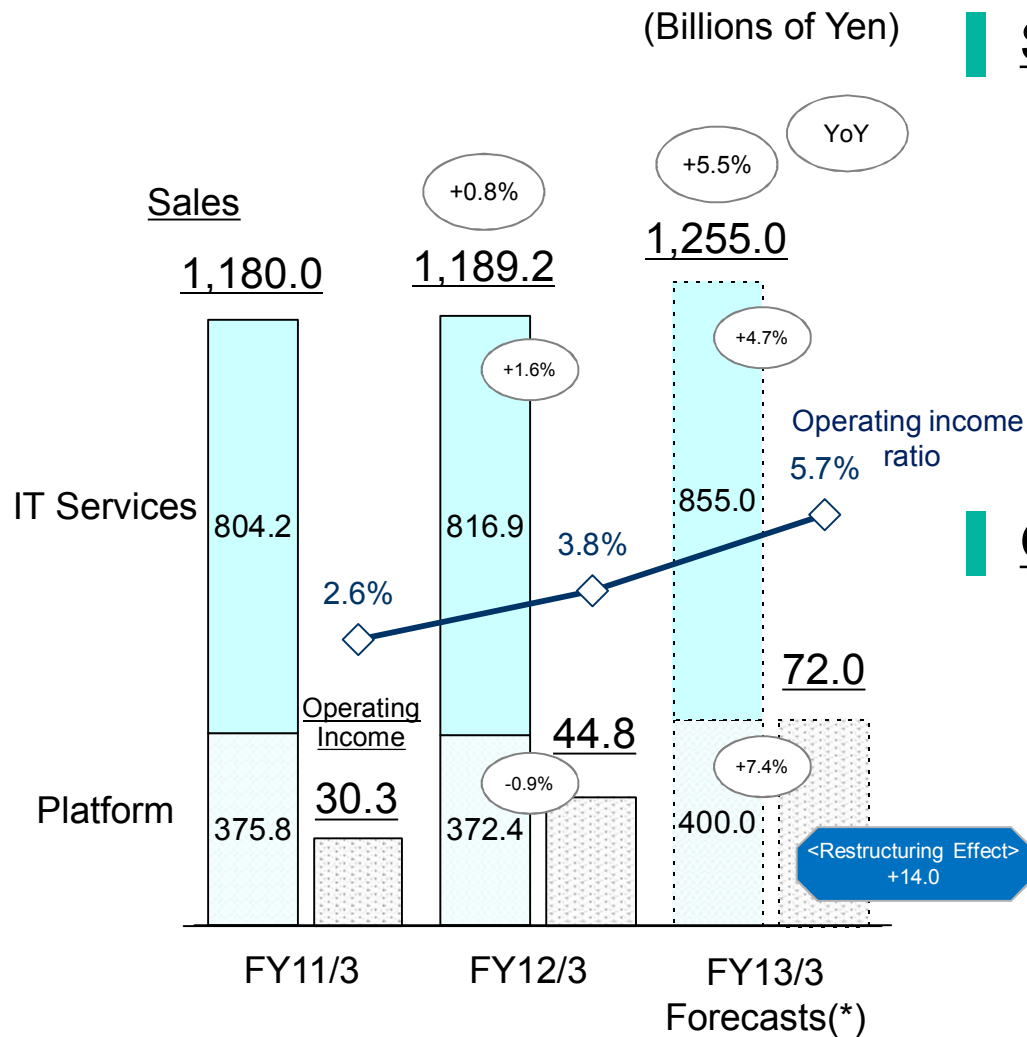 (Billions of Yen)
YoY
+5.5%
+0.8%
Sales
1,255.0
1,189.2
1,180.0
+4.7%
+1.6%
Operating income
ratio
5.7%
IT Services
804.2
816.9
855.0
3.8%
2.6%
72.0
Operating
Income
44.8
+7.4%
-0.9%
30.3
Platform
375.8
372.4
400.0
<Restructuring Effect>
+14.0
FY11/3
FY12/3
FY13/3
Forecasts(*)